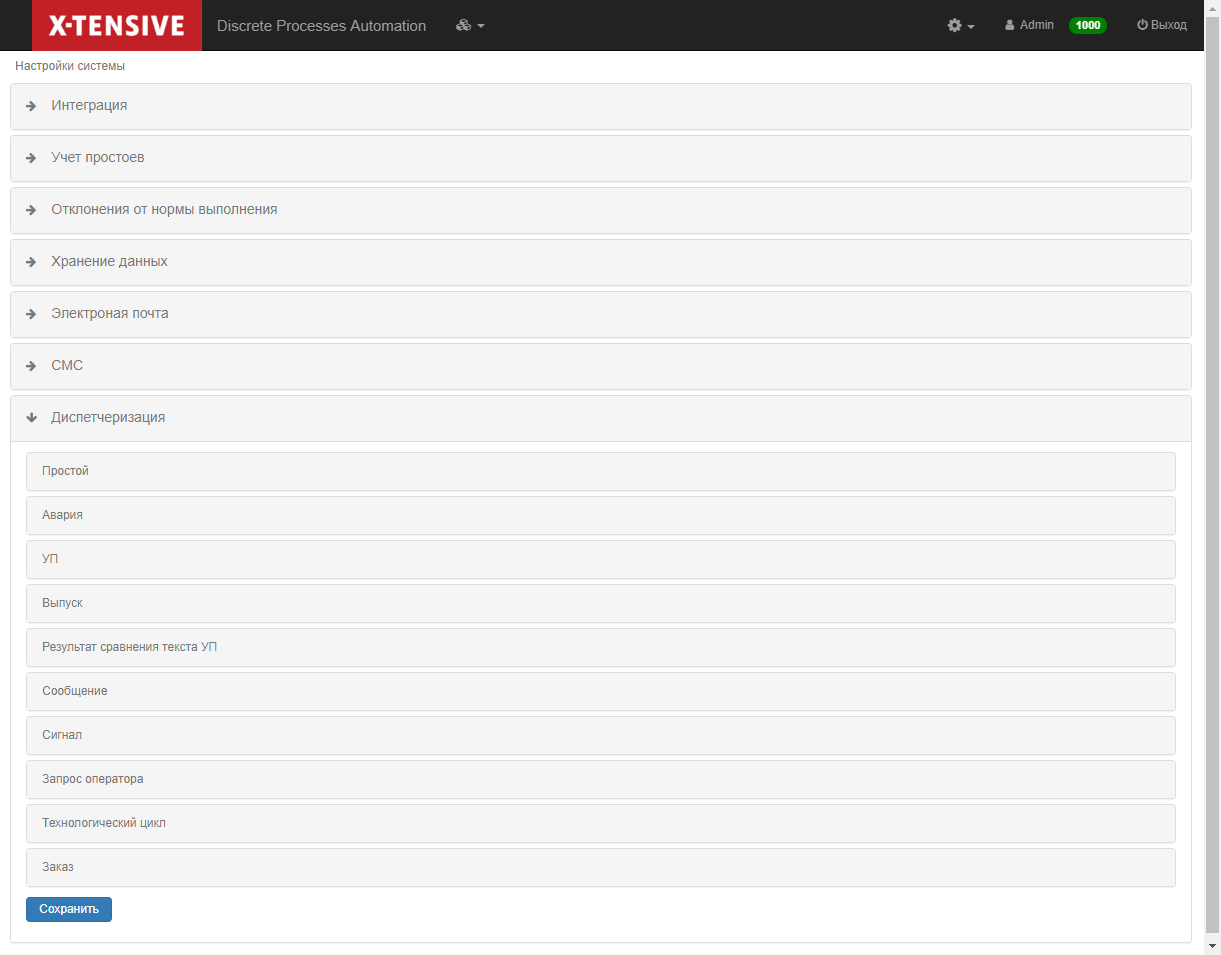 X-TENSIVE Discrete Processes Automation Admin 1000 Выход
Настройки системы
Интеграция
Учет простоев
Отклонения от нормы выполнения
Хранение данных
Электроная почта
СМС
Диспетчеризация
Простой
Авария
УП
Выпуск
Результат сравнения текста УП
Сообщение
Сигнал
Запрос оператора
Технологический цикл
Заказ
Сохранить